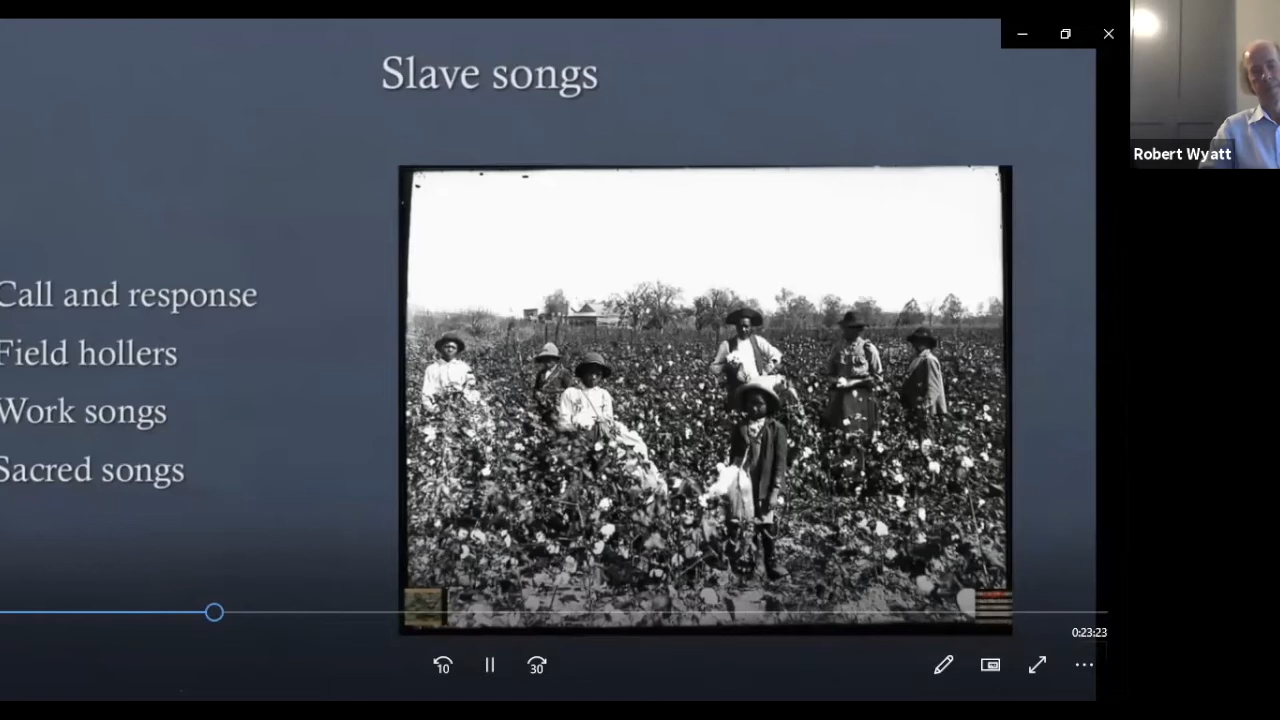 Slave songs
Robert Wyatt
Call and response
Field hollers
Work songs
Sacred songs
0:23:23
10
30